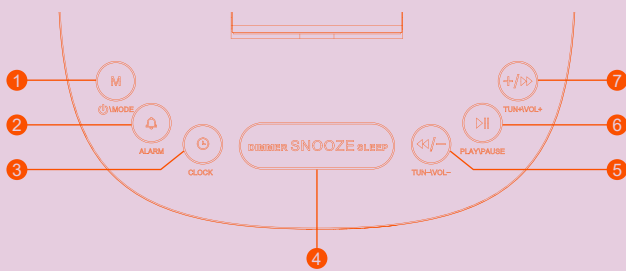 1
M
⏻\MODE
2
ALARM
3
CLOCK
DIMMER SNOOZE SLEEP
4
+/▷▷
TUN+\VOL+
7
▷||
PLAY\PAUSE
6
◁◁/−
TUN-\VOL-
5